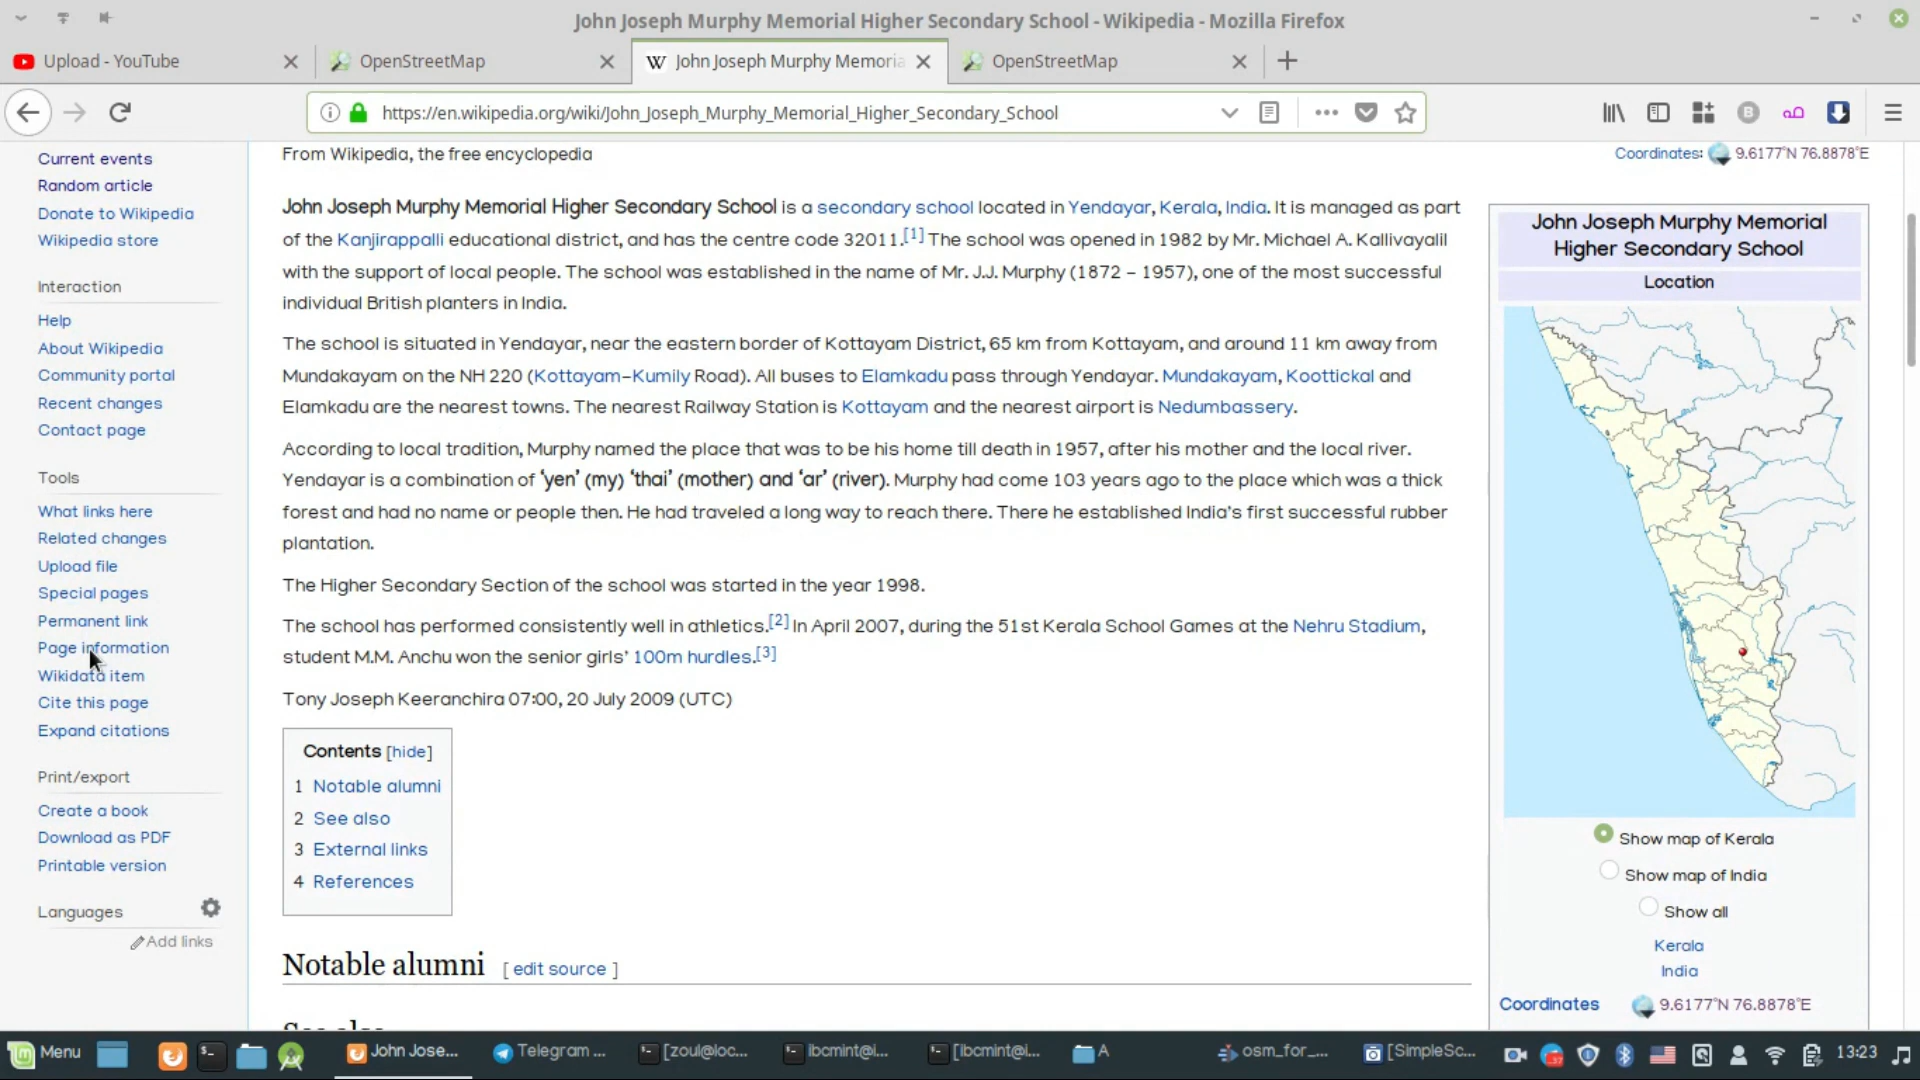 John Joseph Murphy Memorial Higher Secondary School - Wikipedia - Mozilla Firefox
Upload - YouTube
OpenStreetMap
John Joseph Murphy Memoria
OpenStreetMap
https://en.wikipedia.org/wiki/John_Joseph_Murphy_Memorial_Higher_Secondary_School
Current events
Random article
Donate to Wikipedia
Wikipedia store
Interaction
Help
About Wikipedia
Community portal
Recent changes
Contact page
Tools
What links here
Related changes
Upload file
Special pages
Permanent link
Page information
Wikidata item
Cite this page
Expand citations
Print/export
Create a book
Download as PDF
Printable version
Languages
Add links
From Wikipedia, the free encyclopedia
Coordinates: 9.6177°N 76.8878°E
John Joseph Murphy Memorial Higher Secondary School is a secondary school located in Yendayar, Kerala, India. It is managed as part
of the Kanjirappalli educational district, and has the centre code 32011.[1] The school was opened in 1982 by Mr. Michael A. Kallivayalil
with the support of local people. The school was established in the name of Mr. J.J. Murphy (1872 – 1957), one of the most successful
individual British planters in India.
The school is situated in Yendayar, near the eastern border of Kottayam District, 65 km from Kottayam, and around 11 km away from
Mundakayam on the NH 220 (Kottayam–Kumily Road). All buses to Elamkadu pass through Yendayar. Mundakayam, Koottickal and
Elamkadu are the nearest towns. The nearest Railway Station is Kottayam and the nearest airport is Nedumbassery.
According to local tradition, Murphy named the place that was to be his home till death in 1957, after his mother and the local river.
Yendayar is a combination of ‘yen’ (my) ‘thai’ (mother) and ‘ar’ (river). Murphy had come 103 years ago to the place which was a thick
forest and had no name or people then. He had traveled a long way to reach there. There he established India's first successful rubber
plantation.
The Higher Secondary Section of the school was started in the year 1998.
The school has performed consistently well in athletics.[2] In April 2007, during the 51st Kerala School Games at the Nehru Stadium,
student M.M. Anchu won the senior girls' 100m hurdles.[3]
Tony Joseph Keeranchira 07:00, 20 July 2009 (UTC)
Contents [hide]
1 Notable alumni
2 See also
3 External links
4 References
Notable alumni [ edit source ]
See also
John Joseph Murphy Memorial
Higher Secondary School
Location
Show map of Kerala
Show map of India
Show all
Kerala
India
Coordinates 9.6177°N 76.8878°E
Menu
John Jose...
Telegram ...
[zoul@loc...
ibcmint@i...
[ibcmint@i...
A
osm_for_...
[SimpleSc...
13:23